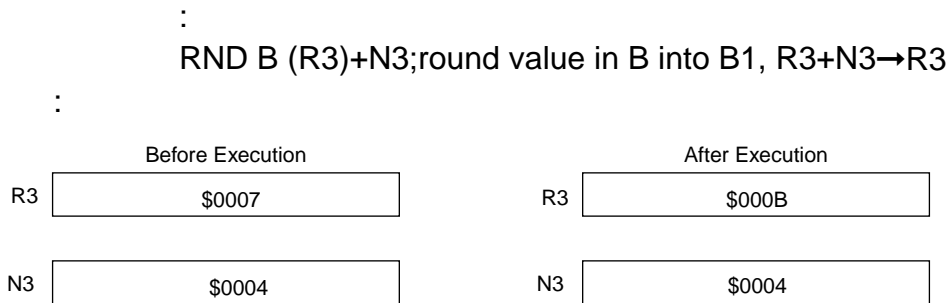 :
RND B (R3)+N3;round value in B into B1, R3+N3→R3
:
Before Execution After Execution
R3 $0007 R3 $000B
N3 $0004 N3 $0004